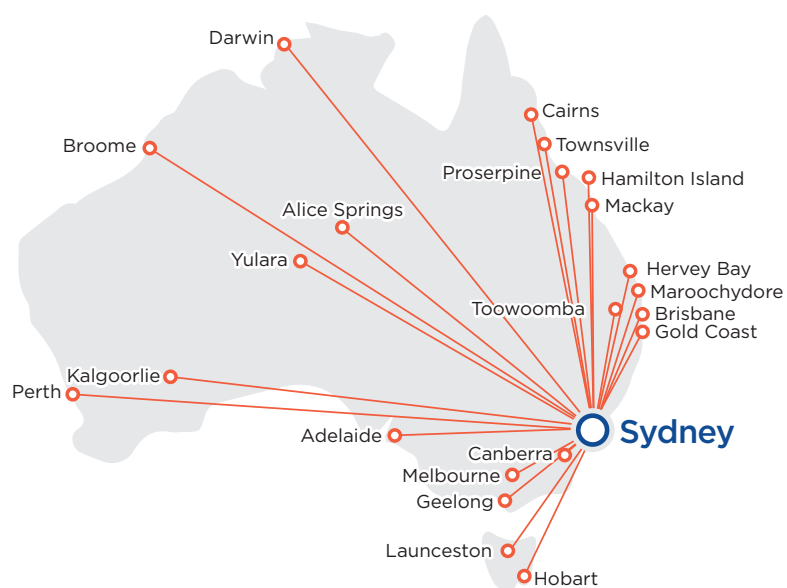 Darwin
Cairns
Broome
Townsville
Proserpine
Hamilton Island
Mackay
Alice Springs
Yulara
Hervey Bay
Maroochydore
Toowoomba
Brisbane
Gold Coast
Kalgoorlie
Perth
Adelaide
Sydney
Canberra
Melbourne
Geelong
Launceston
Hobart